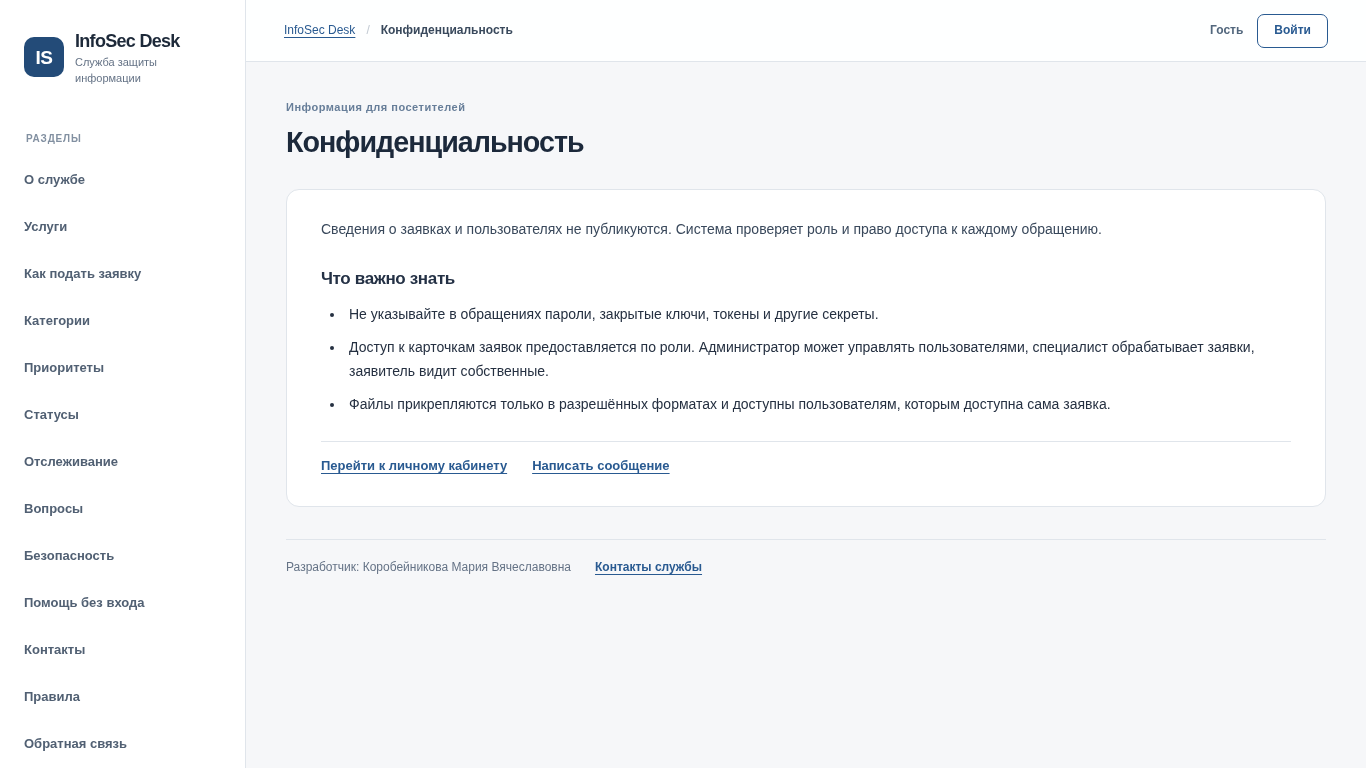 IS
InfoSec Desk
Служба защиты
информации
РАЗДЕЛЫ
О службе
Услуги
Как подать заявку
Категории
Приоритеты
Статусы
Отслеживание
Вопросы
Безопасность
Помощь без входа
Контакты
Правила
Обратная связь
InfoSec Desk / Конфиденциальность
Гость
Войти
Информация для посетителей
Конфиденциальность
Сведения о заявках и пользователях не публикуются. Система проверяет роль и право доступа к каждому обращению.
Что важно знать
• Не указывайте в обращениях пароли, закрытые ключи, токены и другие секреты.
• Доступ к карточкам заявок предоставляется по роли. Администратор может управлять пользователями, специалист обрабатывает заявки,
заявитель видит собственные.
• Файлы прикрепляются только в разрешённых форматах и доступны пользователям, которым доступна сама заявка.
Перейти к личному кабинету Написать сообщение
Разработчик: Коробейникова Мария Вячеславовна Контакты службы